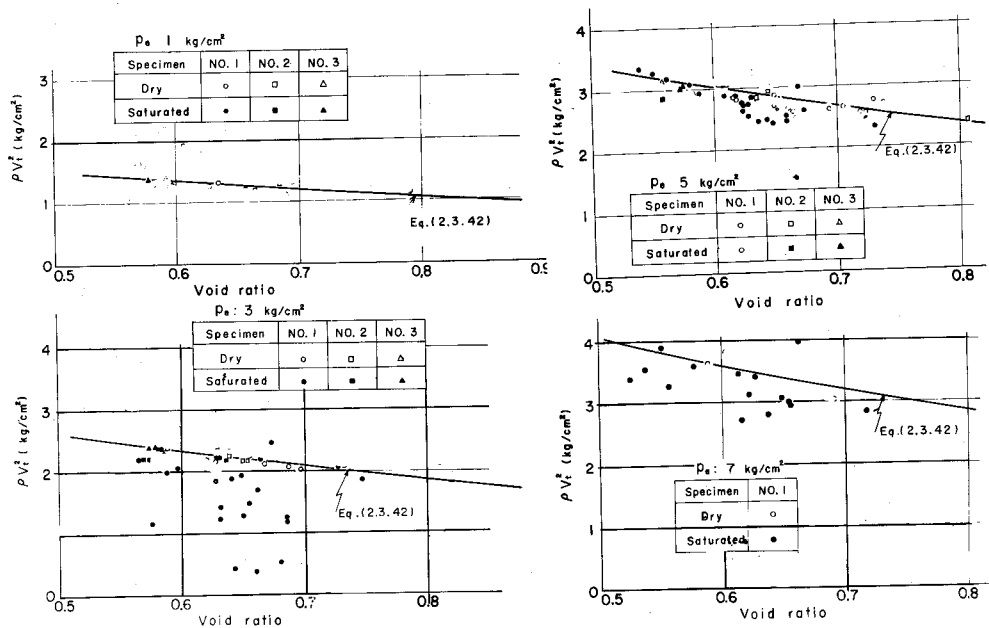 pe 1 kg/cm²
Specimen NO. 1 NO. 2 NO. 3
Dry ○ □ △
Saturated ● ■ ▲
ρVt² (kg/cm²)
3
2
1
0
Eq.(2.3.42)
0.5 0.6 0.7 0.8 0.9
Void ratio
ρVt² (kg/cm²)
4
3
2
1
0
Eq.(2.3.42)
pe 5 kg/cm²
Specimen NO. 1 NO. 2 NO. 3
Dry ○ □ △
Saturated ○ ■ ▲
0.5 0.6 0.7 0.8
Void ratio
pe: 3 kg/cm²
Specimen NO. 1 NO. 2 NO. 3
Dry ○ □ △
Saturated ● ■ ▲
ρVt² (kg/cm²)
4
3
2
1
0
Eq.(2.3.42)
0.5 0.6 0.7 0.8
Void ratio
ρVt² (kg/cm²)
4
3
2
1
0
Eq.(2.3.42)
pe: 7 kg/cm²
Specimen NO. 1
Dry ○
Saturated ●
0.5 0.6 0.7 0.8
Void ratio